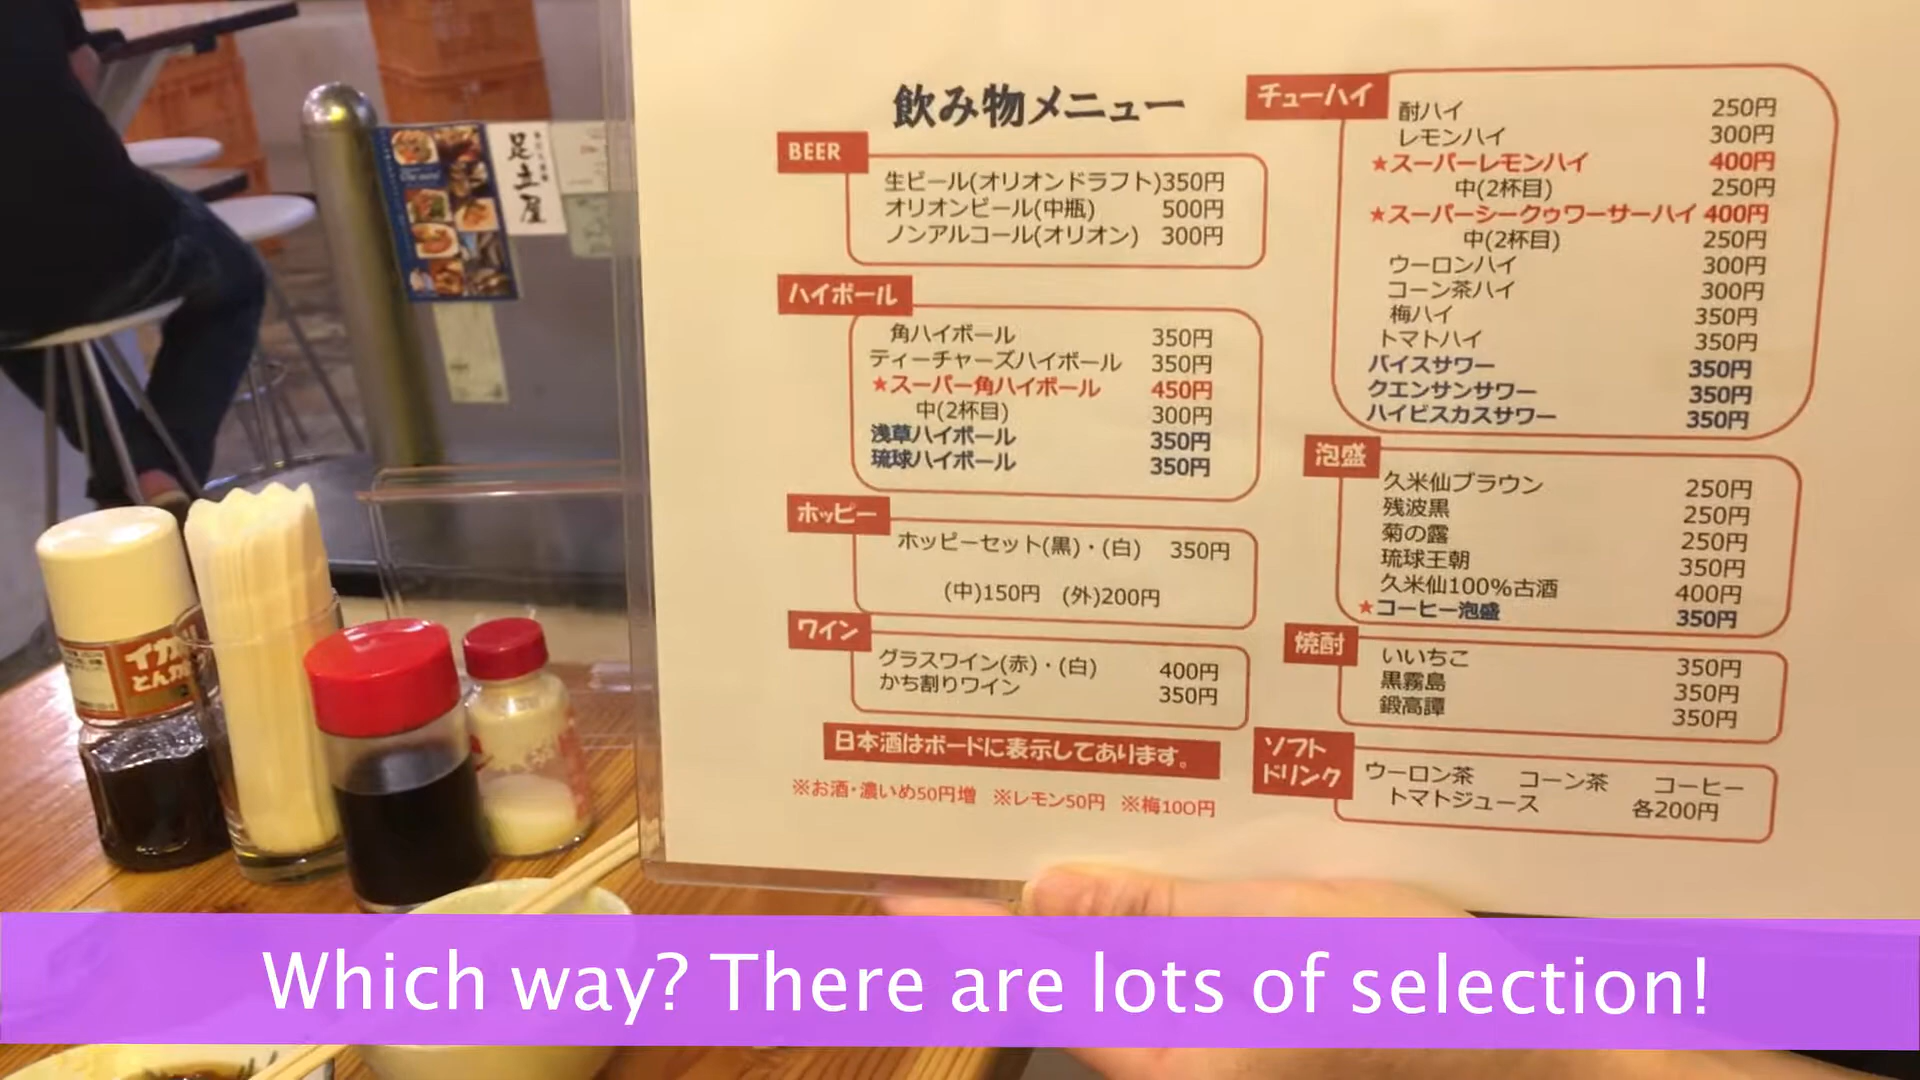 飲み物メニュー
BEER
生ビール(オリオンドラフト)350円
オリオンビール(中瓶) 500円
ノンアルコール(オリオン) 300円
ハイボール
角ハイボール 350円
ティーチャーズハイボール 350円
★スーパー角ハイボール 450円
中(2杯目) 300円
浅草ハイボール 350円
琉球ハイボール 350円
ホッピー
ホッピーセット(黒)・(白) 350円
(中)150円 (外)200円
ワイン
グラスワイン(赤)・(白) 400円
かち割りワイン 350円
日本酒はボードに表示してあります。
※お酒・濃いめ50円増 ※レモン50円 ※梅100円
チューハイ
酎ハイ 250円
レモンハイ 300円
★スーパーレモンハイ 400円
中(2杯目) 250円
★スーパーシークゥワーサーハイ 400円
中(2杯目) 250円
ウーロンハイ 300円
コーン茶ハイ 300円
梅ハイ 350円
トマトハイ 350円
バイスサワー 350円
クエンサンサワー 350円
ハイビスカスサワー 350円
泡盛
久米仙ブラウン 250円
残波黒 250円
菊の露 250円
琉球王朝 350円
久米仙100%古酒 400円
★コーヒー泡盛 350円
焼酎
いいちこ 350円
黒霧島 350円
鍛高譚 350円
ソフト
ドリンク
ウーロン茶 コーン茶 コーヒー
トマトジュース 各200円
足土屋
イカリ
とんかつ
Which way? There are lots of selection!